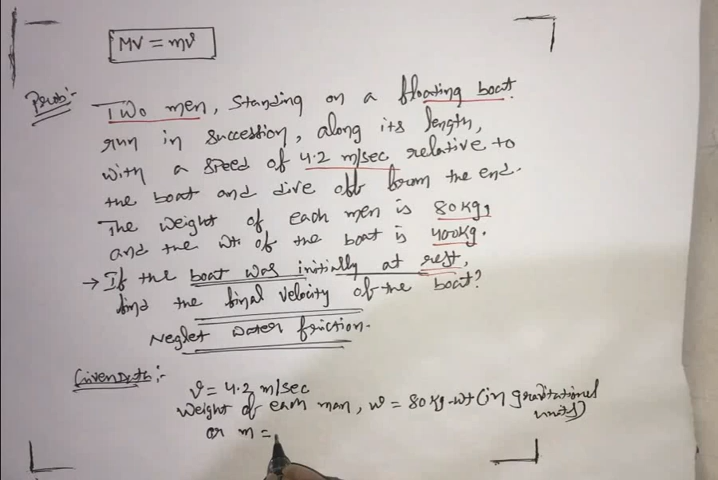 MV = mv
Prob:-
Two men, standing on a floating boat
run in succession, along its length,
with a speed of 4.2 m/sec relative to
the boat and dive off from the end.
The weight of each men is 80 kg,
and the wt. of the boat is 400kg.
→ If the boat was initially at rest,
find the final velocity of the boat?
Neglet water friction.
Given Data:-
v = 4.2 m/sec
Weight of each man, w = 80 kg-wt (in gravitational units)
or m =